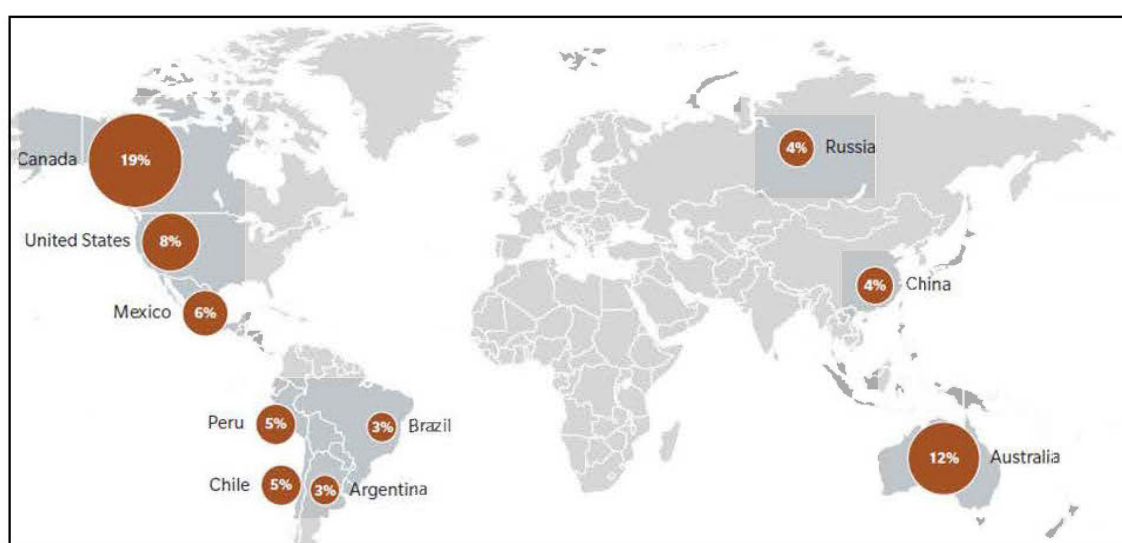 Canada 19%
4% Russia
United States 8%
4% China
Mexico 6%
Peru 5%
3% Brazil
12% Australia
Chile 5%
3% Argentina